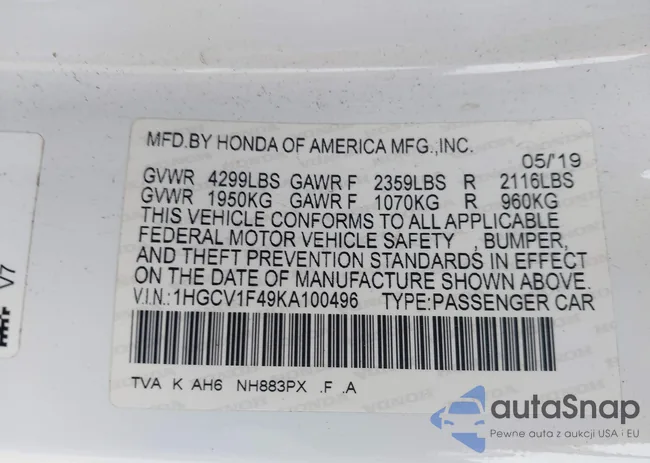 MFD.BY HONDA OF AMERICA MFG.,INC.
05/'19
GVWR 4299LBS GAWR F 2359LBS R 2116LBS
GVWR 1950KG GAWR F 1070KG R 960KG
THIS VEHICLE CONFORMS TO ALL APPLICABLE
FEDERAL MOTOR VEHICLE SAFETY , BUMPER,
AND THEFT PREVENTION STANDARDS IN EFFECT
ON THE DATE OF MANUFACTURE SHOWN ABOVE.
V.I.N.:1HGCV1F49KA100496 TYPE:PASSENGER CAR
TVA K AH6 NH883PX .F .A
V7
autaSnap
Pewne auta z aukcji USA i EU